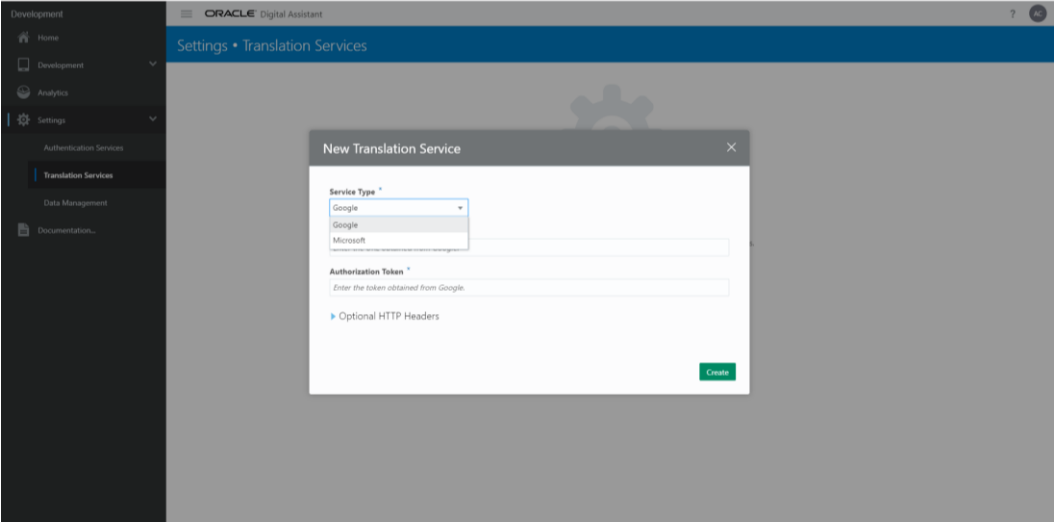 Development
ORACLE® Digital Assistant
?
AC
Home
Settings • Translation Services
Development
Analytics
Settings
Authentication Services
Translation Services
Data Management
Documentation...
New Translation Service
Service Type *
Google
Google
Microsoft
Authorization Token *
Enter the token obtained from Google.
Optional HTTP Headers
Create